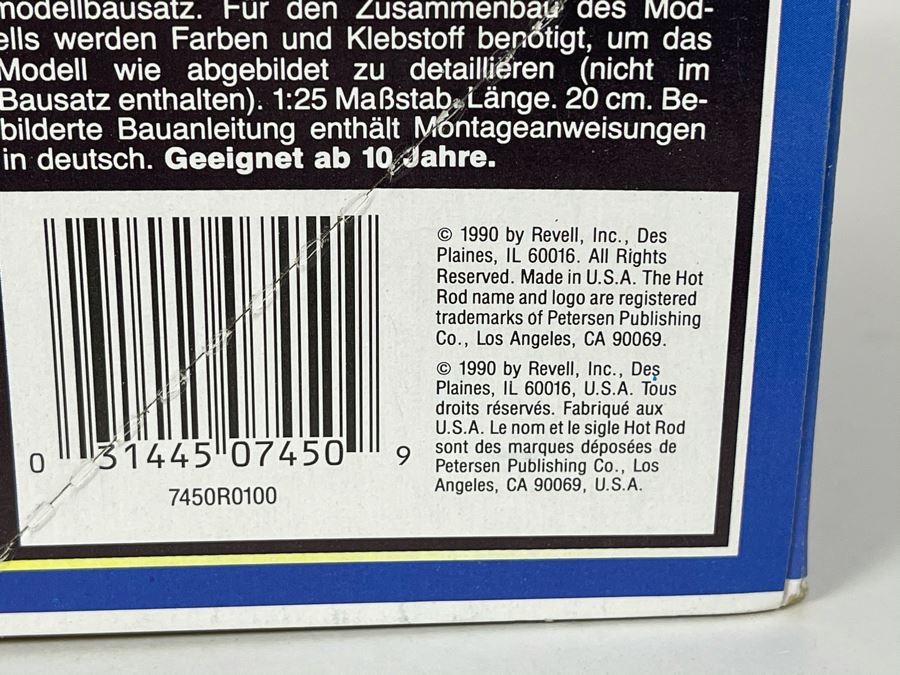 modellbausatz. Für den Zusammenbau des Mod-
ells werden Farben und Klebstoff benötigt, um das
Modell wie abgebildet zu detaillieren (nicht im
Bausatz enthalten). 1:25 Maßstab. Länge. 20 cm. Be-
bilderte Bauanleitung enthält Montageanweisungen
in deutsch. Geeignet ab 10 Jahre.
© 1990 by Revell, Inc., Des
Plaines, IL 60016. All Rights
Reserved. Made in U.S.A. The Hot
Rod name and logo are registered
trademarks of Petersen Publishing
Co., Los Angeles, CA 90069.
© 1990 by Revell, Inc., Des
Plaines, IL 60016, U.S.A. Tous
droits réservés. Fabriqué aux
U.S.A. Le nom et le sigle Hot Rod
sont des marques déposées de
Petersen Publishing Co., Los
Angeles, CA 90069, U.S.A.
0 31445 07450 9
7450R0100